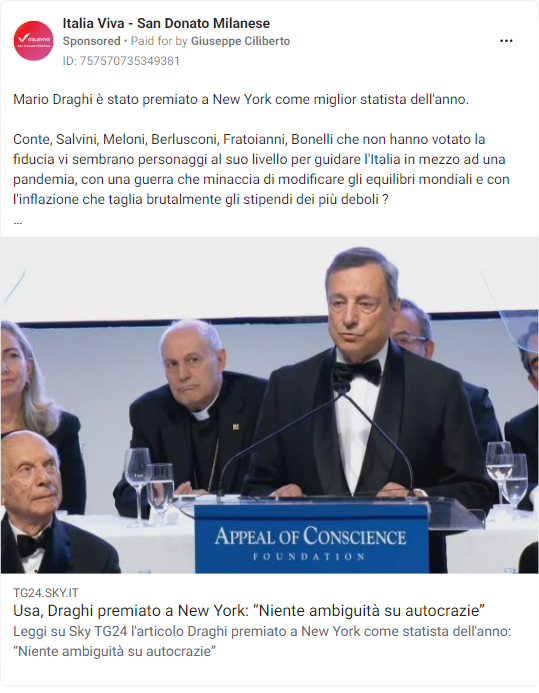 Italia Viva - San Donato Milanese
Sponsored • Paid for by Giuseppe Ciliberto
ID: 757570735349381
Mario Draghi è stato premiato a New York come miglior statista dell'anno.
Conte, Salvini, Meloni, Berlusconi, Fratoianni, Bonelli che non hanno votato la
fiducia vi sembrano personaggi al suo livello per guidare l'Italia in mezzo ad una
pandemia, con una guerra che minaccia di modificare gli equilibri mondiali e con
l'inflazione che taglia brutalmente gli stipendi dei più deboli ?
...
APPEAL OF CONSCIENCE
FOUNDATION
TG24.SKY.IT
Usa, Draghi premiato a New York: “Niente ambiguità su autocrazie”
Leggi su Sky TG24 l'articolo Draghi premiato a New York come statista dell'anno:
“Niente ambiguità su autocrazie”